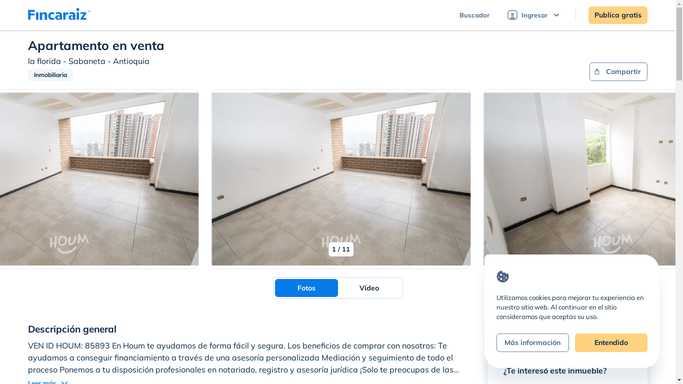 Fincaraiz
Buscador
Ingresar
Publica gratis
Apartamento en venta
la florida - Sabaneta - Antioquia
Inmobiliaria
Compartir
HOUM
HOUM
HOUM
1 / 11
Fotos
Video
Descripción general
VEN ID HOUM: 85893 En Houm te ayudamos de forma fácil y segura. Los beneficios de comprar con nosotros: Te
ayudamos a conseguir financiamiento a través de una asesoría personalizada Mediación y seguimiento de todo el
proceso Ponemos a tu disposición profesionales en notariado, registro y asesoría jurídica ¡Solo te preocupas de las...
Leer más
Utilizamos cookies para mejorar tu experiencia en
nuestro sitio web. Al continuar en el sitio
consideramos que aceptas su uso.
Más información
Entendido
¿Te interesó este inmueble?